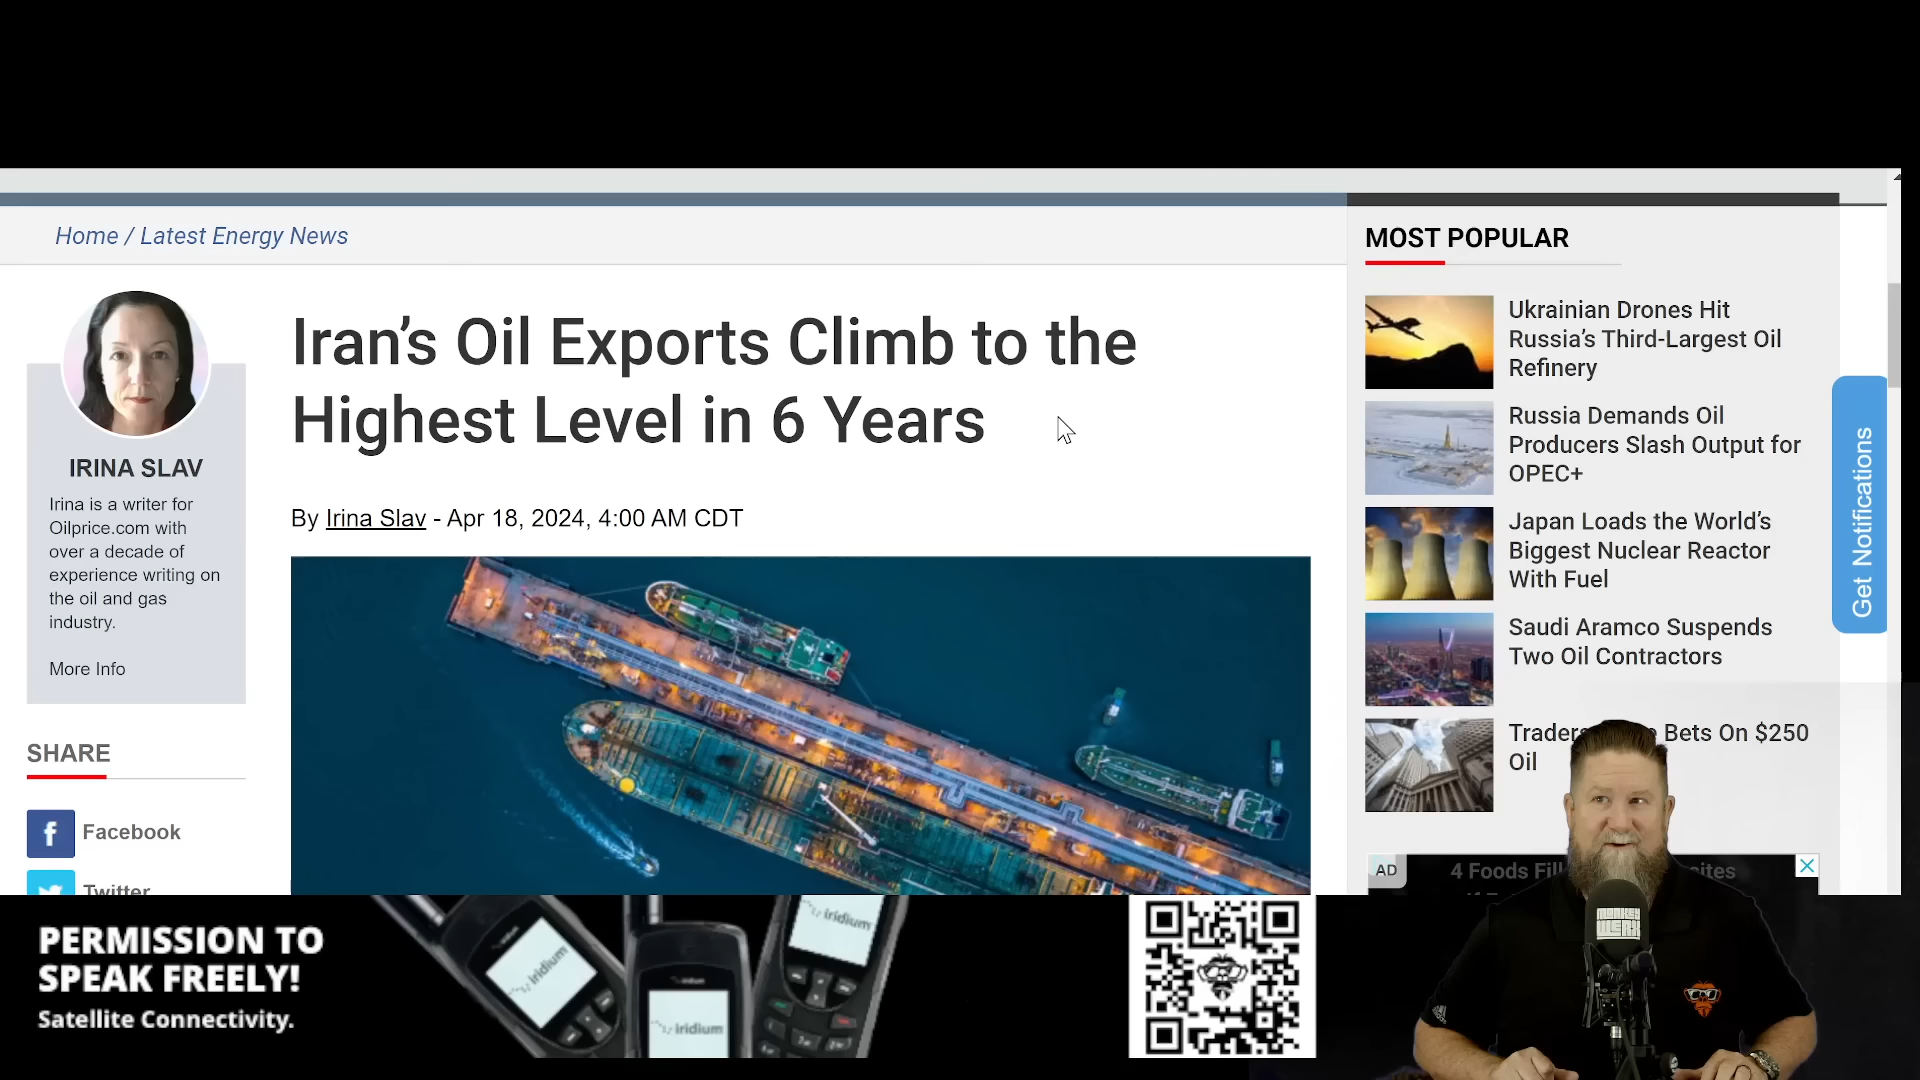 Home / Latest Energy News
IRINA SLAV
Irina is a writer for
Oilprice.com with
over a decade of
experience writing on
the oil and gas
industry.
More Info
SHARE
Facebook
Twitter
Iran's Oil Exports Climb to the
Highest Level in 6 Years
By Irina Slav - Apr 18, 2024, 4:00 AM CDT
MOST POPULAR
Ukrainian Drones Hit
Russia's Third-Largest Oil
Refinery
Russia Demands Oil
Producers Slash Output for
OPEC+
Japan Loads the World's
Biggest Nuclear Reactor
With Fuel
Saudi Aramco Suspends
Two Oil Contractors
Traders Bets On $250
Oil
Get Notifications
AD
4 Foods
PERMISSION TO
SPEAK FREELY!
Satellite Connectivity.
iridium
iridium
iridium
MONKEY
WERX
adidas